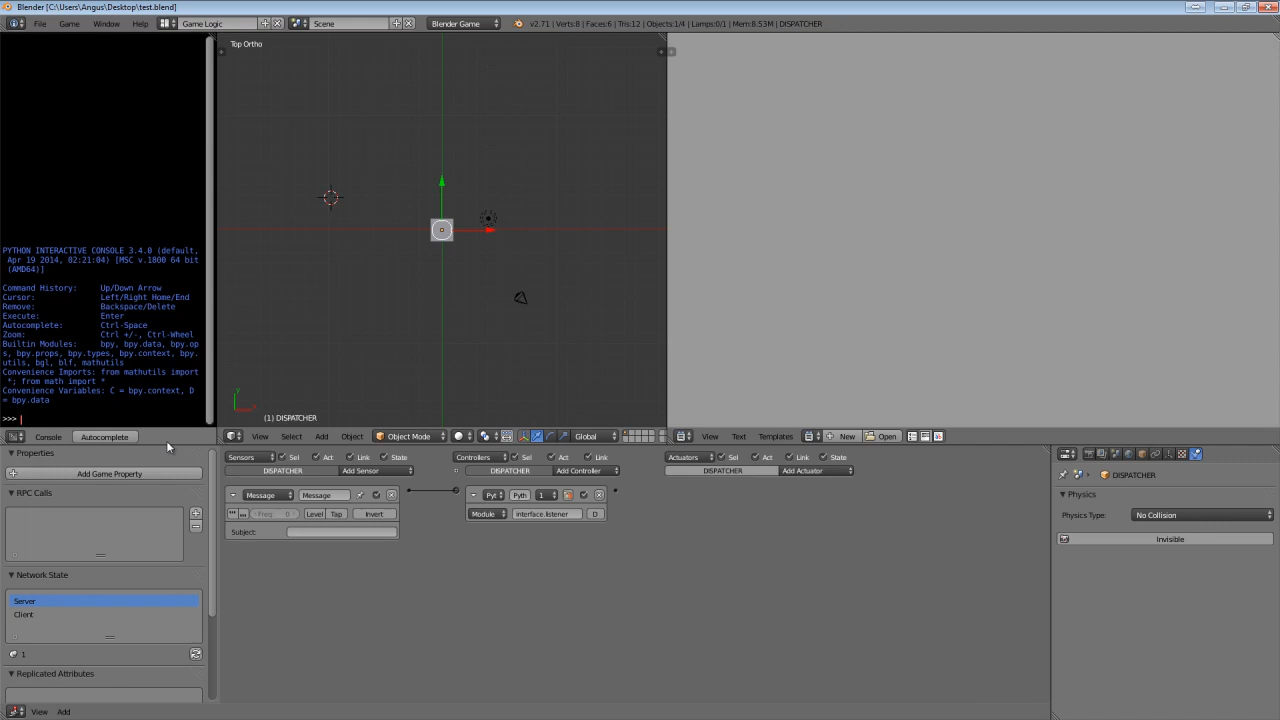 Blender [C:\Users\Angus\Desktop\test.blend]
File Game Window Help Game Logic Scene Blender Game v2.71 | Verts:8 | Faces:6 | Tris:12 | Objects:1/4 | Lamps:0/1 | Mem:8.53M | DISPATCHER
Top Ortho
PYTHON INTERACTIVE CONSOLE 3.4.0 (default,
Apr 19 2014, 02:21:04) [MSC v.1800 64 bit
(AMD64)]
Command History: Up/Down Arrow
Cursor: Left/Right Home/End
Remove: Backspace/Delete
Execute: Enter
Autocomplete: Ctrl-Space
Zoom: Ctrl +/-, Ctrl-Wheel
Builtin Modules: bpy, bpy.data, bpy.op
s, bpy.props, bpy.types, bpy.context, bpy.
utils, bgl, blf, mathutils
Convenience Imports: from mathutils import
*; from math import *
Convenience Variables: C = bpy.context, D
= bpy.data
>>>
y
x
(1) DISPATCHER
Console Autocomplete
View Select Add Object Object Mode Global
View Text Templates New Open
Properties
Add Game Property
RPC Calls
Network State
Server
Client
1
Replicated Attributes
View Add
Sensors Sel Act Link State
DISPATCHER Add Sensor
Message Message
Freq: 0 Level Tap Invert
Subject:
Controllers Sel Act Link
DISPATCHER Add Controller
Pyt Pyth 1
Module interface.listener D
Actuators Sel Act Link State
DISPATCHER Add Actuator
DISPATCHER
Physics
Physics Type: No Collision
Invisible